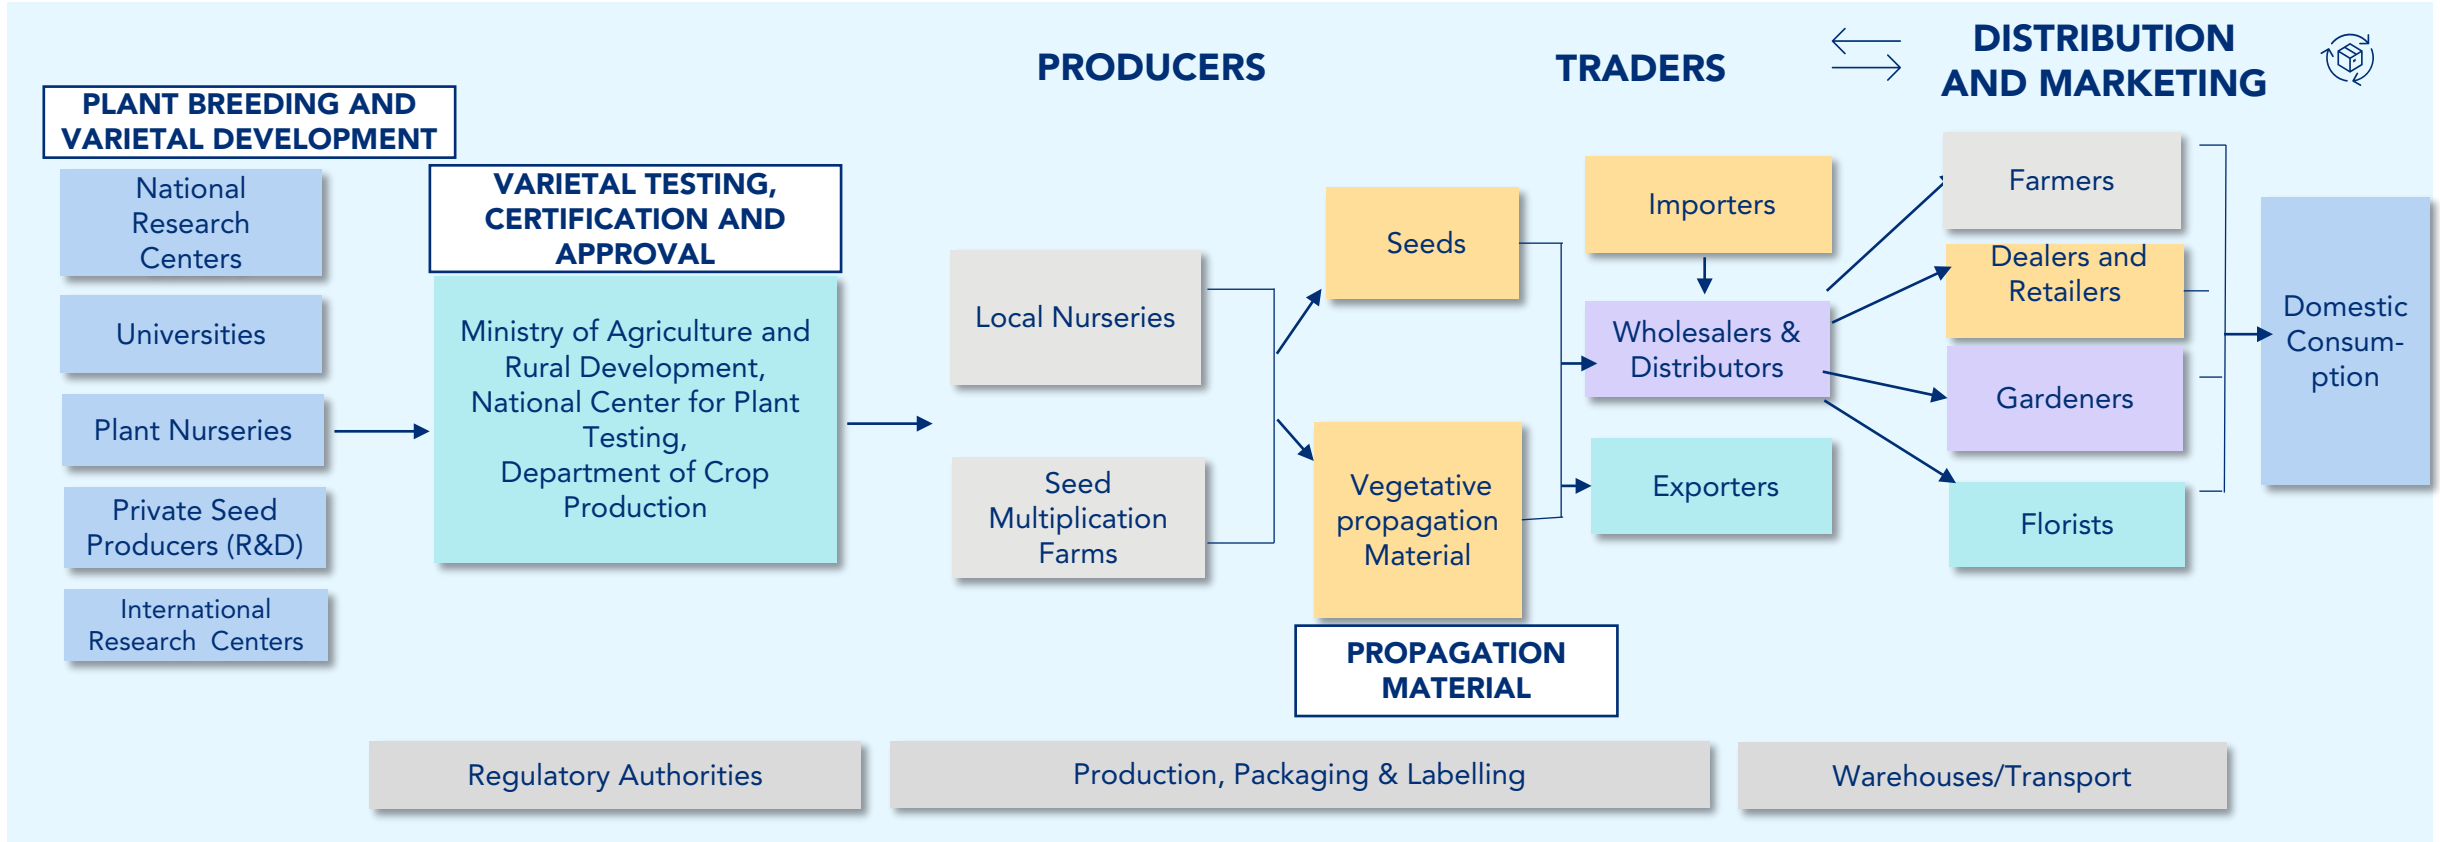 PRODUCERS
TRADERS
DISTRIBUTION
AND MARKETING
PLANT BREEDING AND
VARIETAL DEVELOPMENT
National
Research
Centers
Universities
Plant Nurseries
Private Seed
Producers (R&D)
International
Research Centers
VARIETAL TESTING,
CERTIFICATION AND
APPROVAL
Ministry of Agriculture and
Rural Development,
National Center for Plant
Testing,
Department of Crop
Production
Local Nurseries
Seed
Multiplication
Farms
Seeds
Vegetative
propagation
Material
PROPAGATION
MATERIAL
Importers
Wholesalers &
Distributors
Exporters
Farmers
Dealers and
Retailers
Gardeners
Florists
Domestic
Consum-
ption
Regulatory Authorities
Production, Packaging & Labelling
Warehouses/Transport